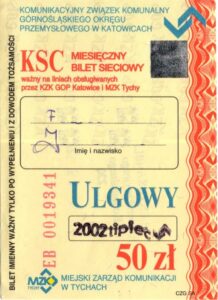 KOMUNIKACYJNY ZWIĄZEK KOMUNALNY
GÓRNOŚLĄSKIEGO OKRĘGU
PRZEMYSŁOWEGO W KATOWICACH
KSC MIESIĘCZNY
BILET SIECIOWY
ważny na liniach obsługiwanych
przez KZK GOP Katowice i MZK Tychy
Imię i nazwisko
BILET IMIENNY WAŻNY TYLKO PO WYPEŁNIENIU I Z DOWODEM TOŻSAMOŚCI
EB 0019341
ULGOWY
2002 lipiec
50 zł
MZK
TYCHY
MIEJSKI ZARZĄD KOMUNIKACJI
W TYCHACH